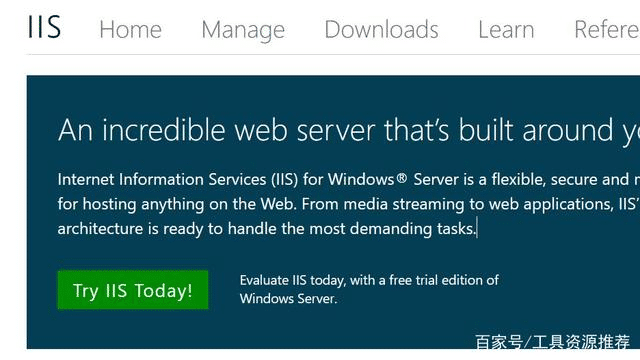 IIS Home Manage Downloads Learn
An incredible web server that's built around
Internet Information Services (IIS) for Windows® Server is a flexible, secure and
for hosting anything on the Web. From media streaming to web applications, IIS'
architecture is ready to handle the most demanding tasks.
Try IIS Today!
Evaluate IIS today, with a free trial edition of
Windows Server.
百家号/工具资源推荐